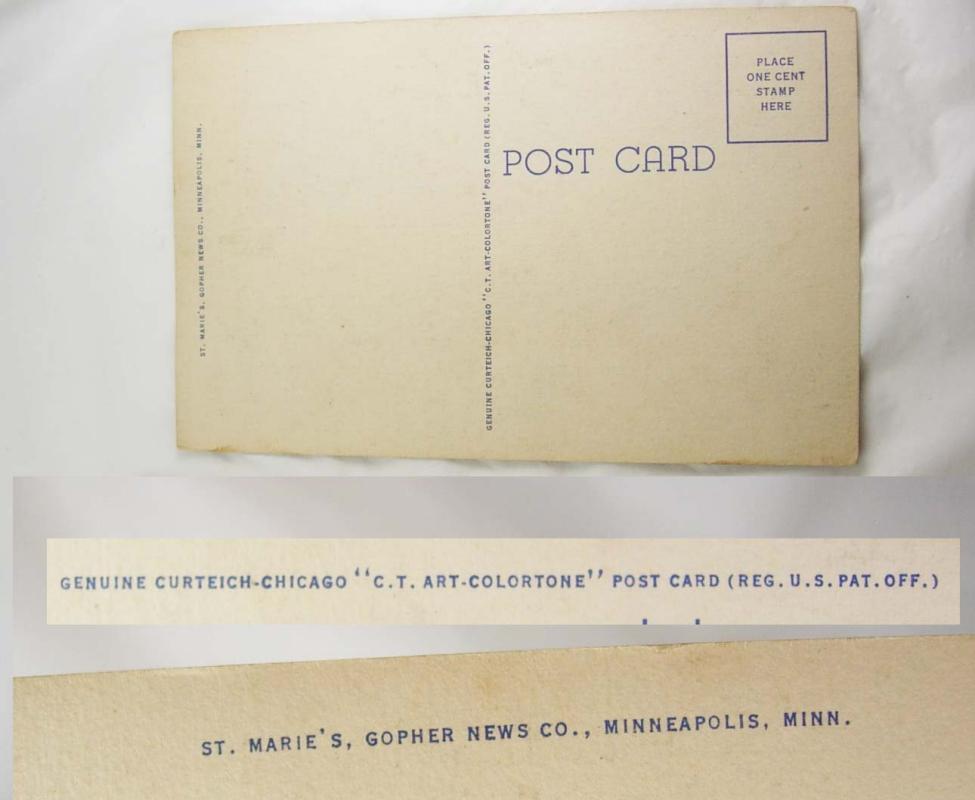 PLACE
ONE CENT
STAMP
HERE
POST CARD
GENUINE CURTEICH-CHICAGO "C.T. ART-COLORTONE" POST CARD (REG. U.S. PAT. OFF.)
ST. MARIE'S, GOPHER NEWS CO., MINNEAPOLIS, MINN.
GENUINE CURTEICH-CHICAGO "C.T. ART-COLORTONE" POST CARD (REG. U.S. PAT. OFF.)
ST. MARIE'S, GOPHER NEWS CO., MINNEAPOLIS, MINN.